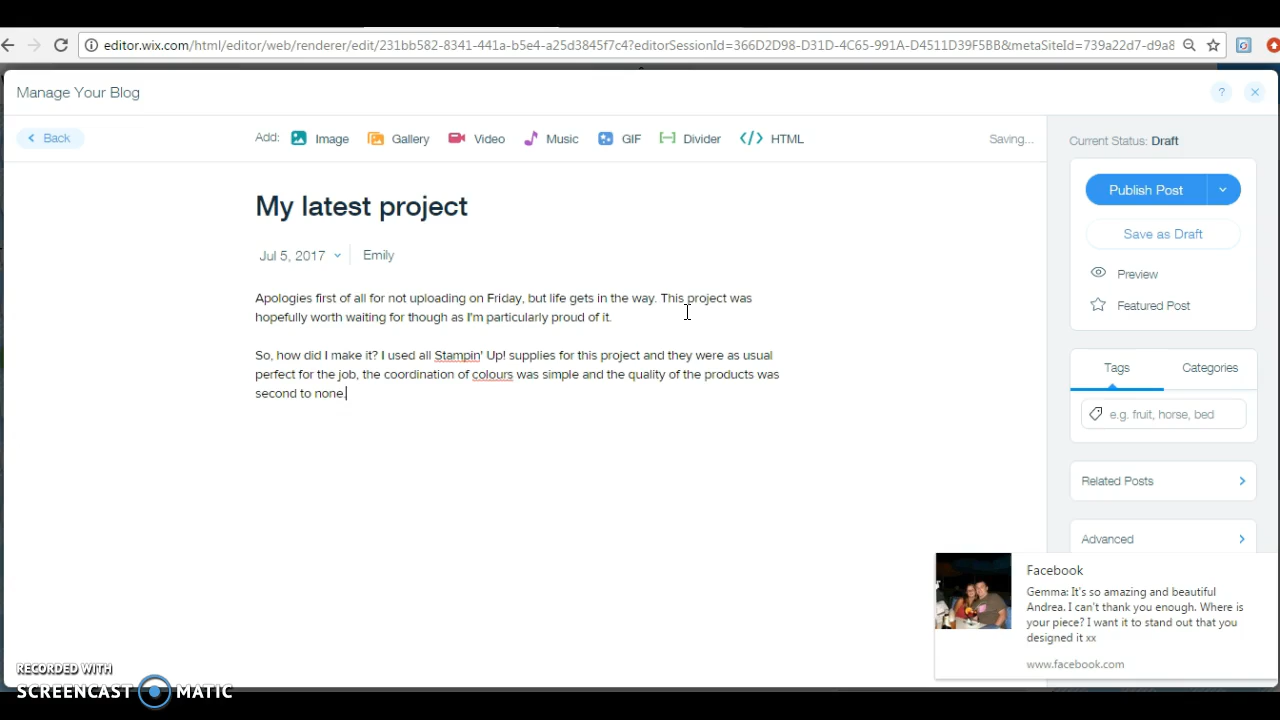 editor.wix.com/html/editor/web/renderer/edit/231bb582-8341-441a-b5e4-a25d3845f7c4?editorSessionId=366D2D98-D31D-4C65-991A-D4511D39F5BB&metaSiteId=739a22d7-d9a8
Manage Your Blog
?
Back
Add: Image Gallery Video Music GIF Divider </> HTML
Saving...
Current Status: Draft
My latest project
Publish Post
Jul 5, 2017 Emily
Save as Draft
Preview
Apologies first of all for not uploading on Friday, but life gets in the way. This project was
hopefully worth waiting for though as I'm particularly proud of it.
Featured Post
So, how did I make it? I used all Stampin' Up! supplies for this project and they were as usual
perfect for the job, the coordination of colours was simple and the quality of the products was
second to none.
Tags Categories
e.g. fruit, horse, bed
Related Posts
Advanced
Facebook
Gemma: It's so amazing and beautiful
Andrea. I can't thank you enough. Where is
your piece? I want it to stand out that you
designed it xx
www.facebook.com
RECORDED WITH
SCREENCAST MATIC